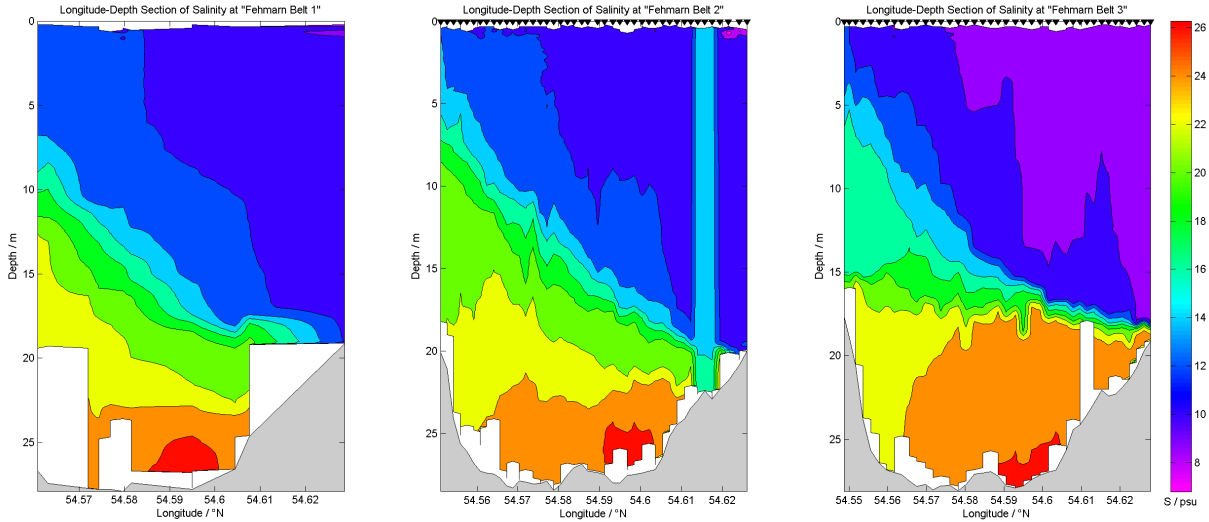 Longitude-Depth Section of Salinity at "Fehmarn Belt 1"
0
5
10
15
20
25
Depth / m
54.57 54.58 54.59 54.6 54.61 54.62
Longitude / °N
Longitude-Depth Section of Salinity at "Fehmarn Belt 2"
0
5
10
15
20
25
Depth / m
54.56 54.57 54.58 54.59 54.6 54.61 54.62
Longitude / °N
Longitude-Depth Section of Salinity at "Fehmarn Belt 3"
0
5
10
15
20
25
Depth / m
54.55 54.56 54.57 54.58 54.59 54.6 54.61 54.62
Longitude / °N
26
24
22
20
18
16
14
12
10
8
S / psu